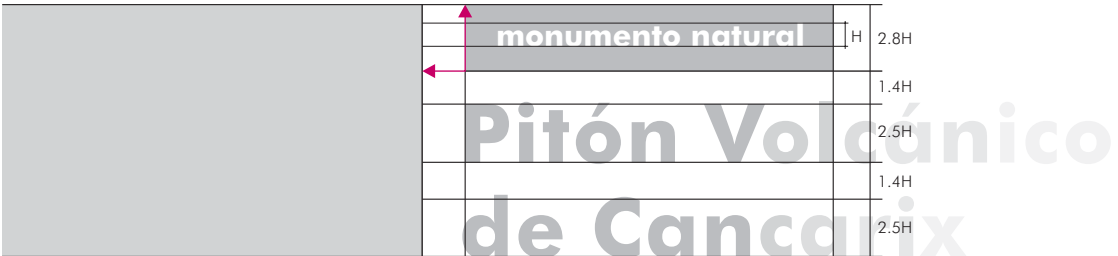 monumento natural
H
2.8H
1.4H
Pitón Volcánico
2.5H
1.4H
de Cancarix
2.5H